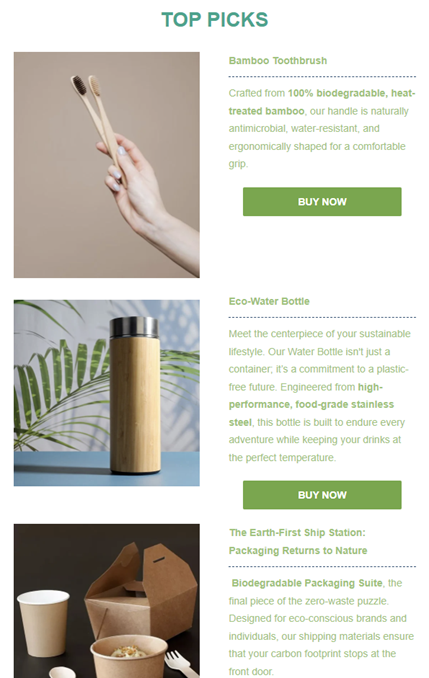 TOP PICKS
Bamboo Toothbrush
Crafted from 100% biodegradable, heat-
treated bamboo, our handle is naturally
antimicrobial, water-resistant, and
ergonomically shaped for a comfortable
grip.
BUY NOW
Eco-Water Bottle
Meet the centerpiece of your sustainable
lifestyle. Our Water Bottle isn't just a
container; it's a commitment to a plastic-
free future. Engineered from high-
performance, food-grade stainless
steel, this bottle is built to endure every
adventure while keeping your drinks at
the perfect temperature.
BUY NOW
The Earth-First Ship Station:
Packaging Returns to Nature
Biodegradable Packaging Suite, the
final piece of the zero-waste puzzle.
Designed for eco-conscious brands and
individuals, our shipping materials ensure
that your carbon footprint stops at the
front door.